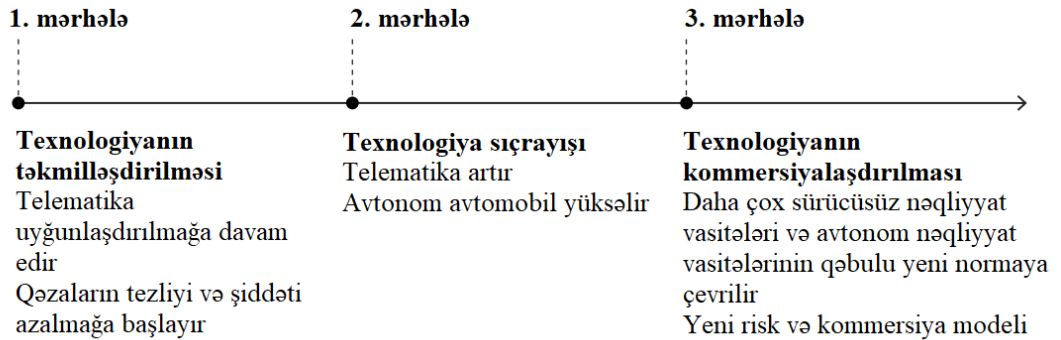 1. mərhələ
2. mərhələ
3. mərhələ
Texnologiyanın
təkmilləşdirilməsi
Telematika
uyğunlaşdırılmağa davam
edir
Qəzaların tezliyi və şiddəti
azalmağa başlayır
Texnologiya sıçrayışı
Telematika artır
Avtonom avtomobil yüksəlir
Texnologiyanın
kommersiyalaşdırılması
Daha çox sürücüsüz nəqliyyat
vasitələri və avtonom nəqliyyat
vasitələrinin qəbulu yeni normaya
çevrilir
Yeni risk və kommersiya modeli